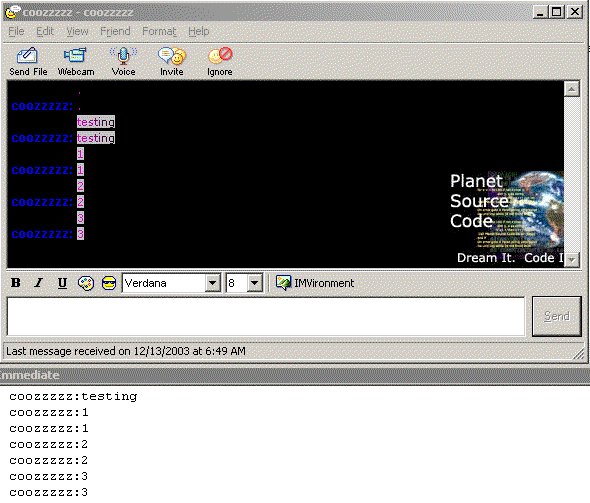 coozzzzz - coozzzzz
File Edit View Friend Format Help
Send File Webcam Voice Invite Ignore
.
coozzzzz: .
testing
coozzzzz: testing
1
coozzzzz: 1
2
coozzzzz: 2
3
coozzzzz: 3
Planet
Source
Code
Dream It. Code I
B I U Verdana 8 IMVironment
Send
Last message received on 12/13/2003 at 6:49 AM
Immediate
coozzzzz:testing
coozzzzz:1
coozzzzz:1
coozzzzz:2
coozzzzz:2
coozzzzz:3
coozzzzz:3